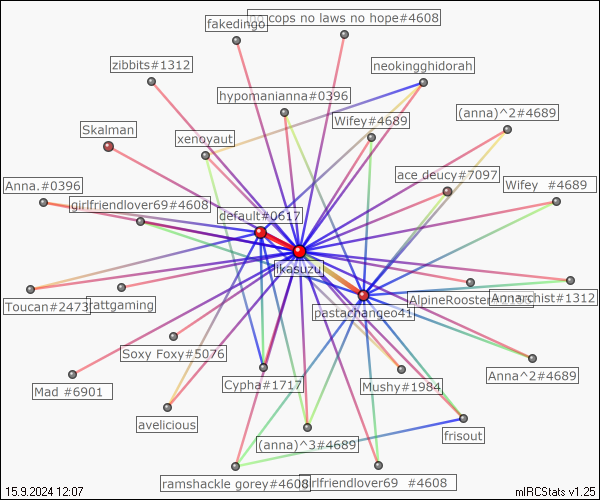 no cops no laws no hope#4608
fakedingo
zibbits#1312
neokingghidorah
hypomanianna#0396
(anna)^2#4689
Wifey#4689
Skalman
xenoyaut
ace deucy#7097
Anna.#0396
Wifey #4689
girlfriendlover69#4608
default#0617
ikasuzu
Toucan#2473
rattgaming
AlpineRooster
Annarchist#1312
pastachangeo41
Soxy Foxy#5076
Anna^2#4689
Mad #6901
Cypha#1717
Mushy#1984
avelicious
(anna)^3#4689
frisout
ramshackle gorey#4608
girlfriendlover69 #4608
15.9.2024 12:07
mIRCStats v1.25